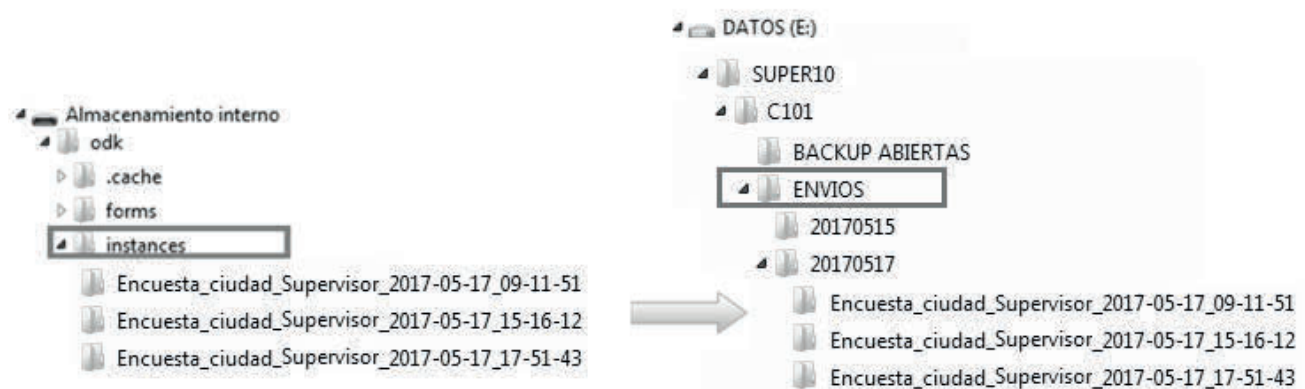 Almacenamiento interno
odk
.cache
forms
instances
Encuesta_ciudad_Supervisor_2017-05-17_09-11-51
Encuesta_ciudad_Supervisor_2017-05-17_15-16-12
Encuesta_ciudad_Supervisor_2017-05-17_17-51-43
DATOS (E:)
SUPER10
C101
BACKUP ABIERTAS
ENVIOS
20170515
20170517
Encuesta_ciudad_Supervisor_2017-05-17_09-11-51
Encuesta_ciudad_Supervisor_2017-05-17_15-16-12
Encuesta_ciudad_Supervisor_2017-05-17_17-51-43